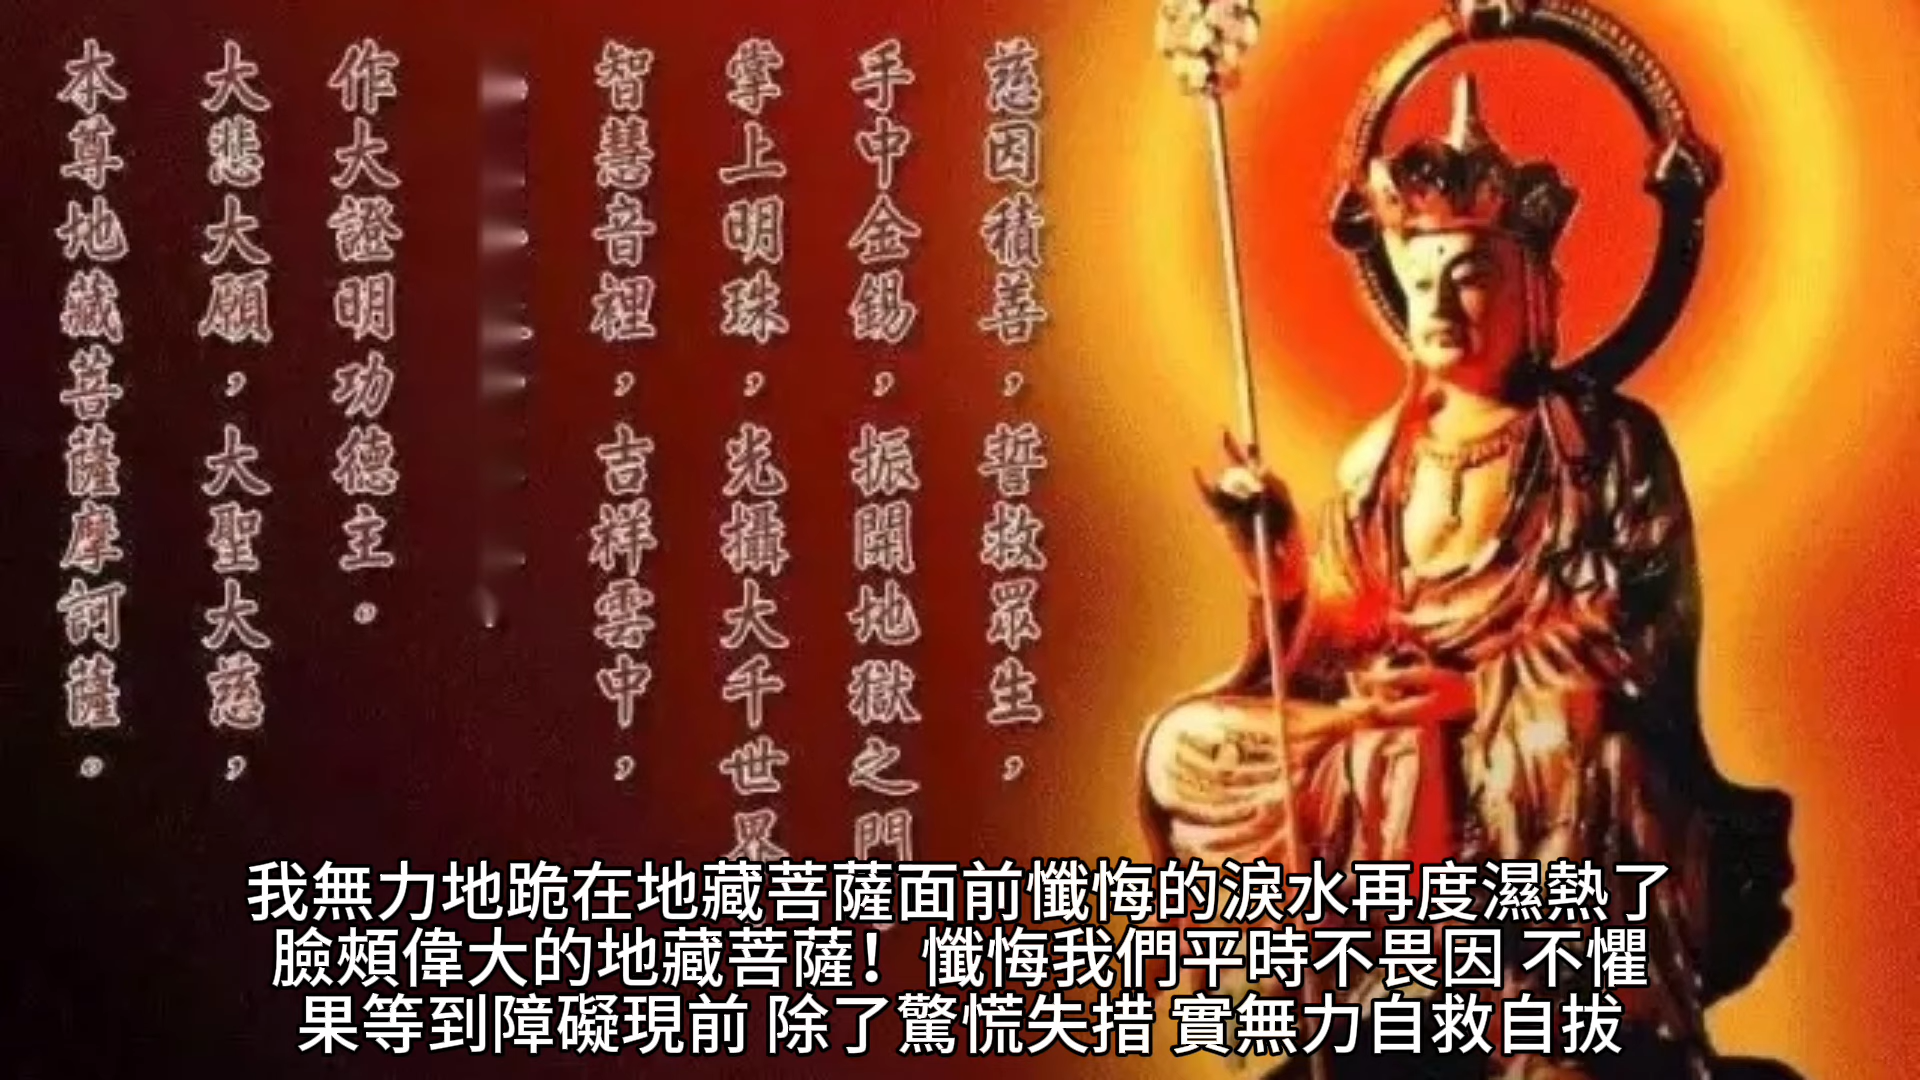 慈因積善，誓救眾生，
手中金錫，振開地獄之門
掌上明珠，光攝大千世界
智慧音裡，吉祥雲中，
作大證明功德主。
大悲大願，大聖大慈，
本尊地藏菩薩摩訶薩。
我無力地跪在地藏菩薩面前懺悔的淚水再度濕熱了
臉頰偉大的地藏菩薩！懺悔我們平時不畏因 不懼
果等到障礙現前 除了驚慌失措 實無力自救自拔